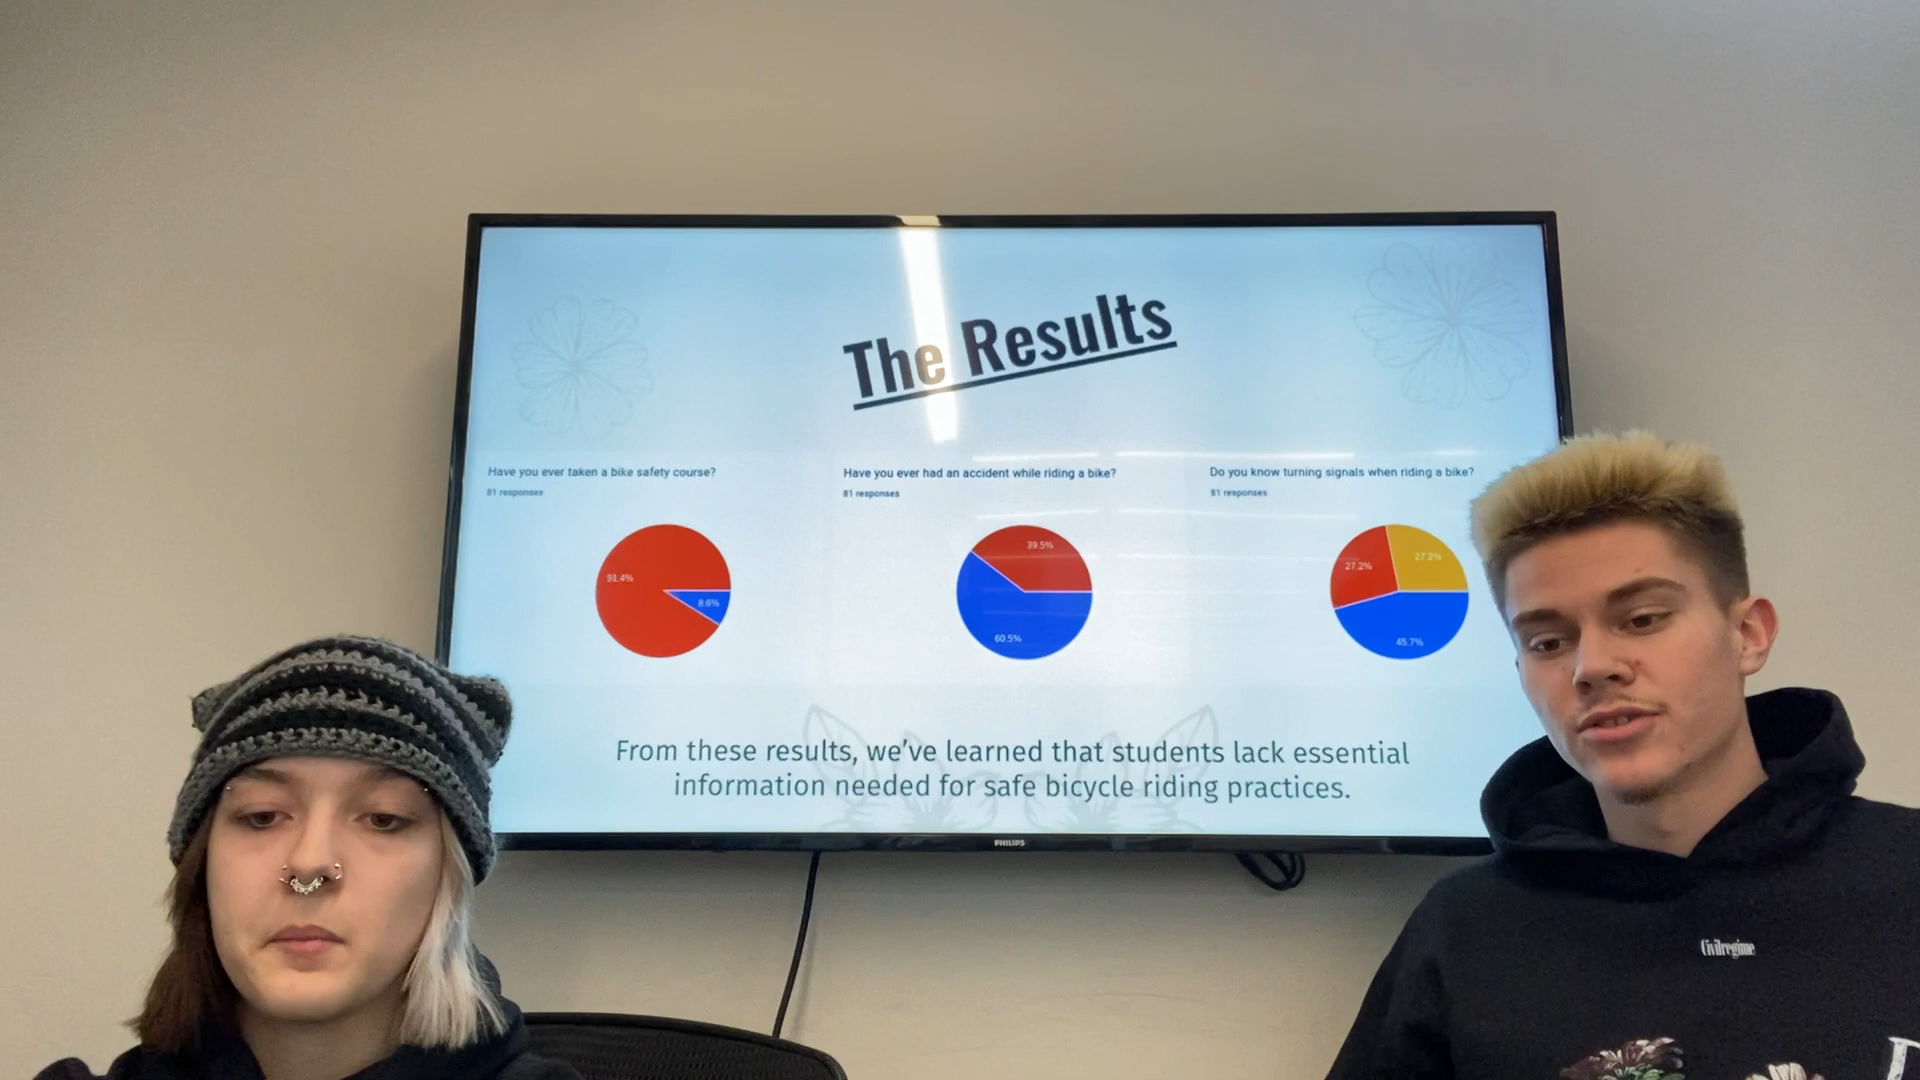 The Results
Have you ever taken a bike safety course?
81 responses
91.4%
8.6%
Have you ever had an accident while riding a bike?
81 responses
39.5%
60.5%
Do you know turning signals when riding a bike?
81 responses
27.2%
27.2%
45.7%
From these results, we've learned that students lack essential
information needed for safe bicycle riding practices.
PHILIPS
Civilregime